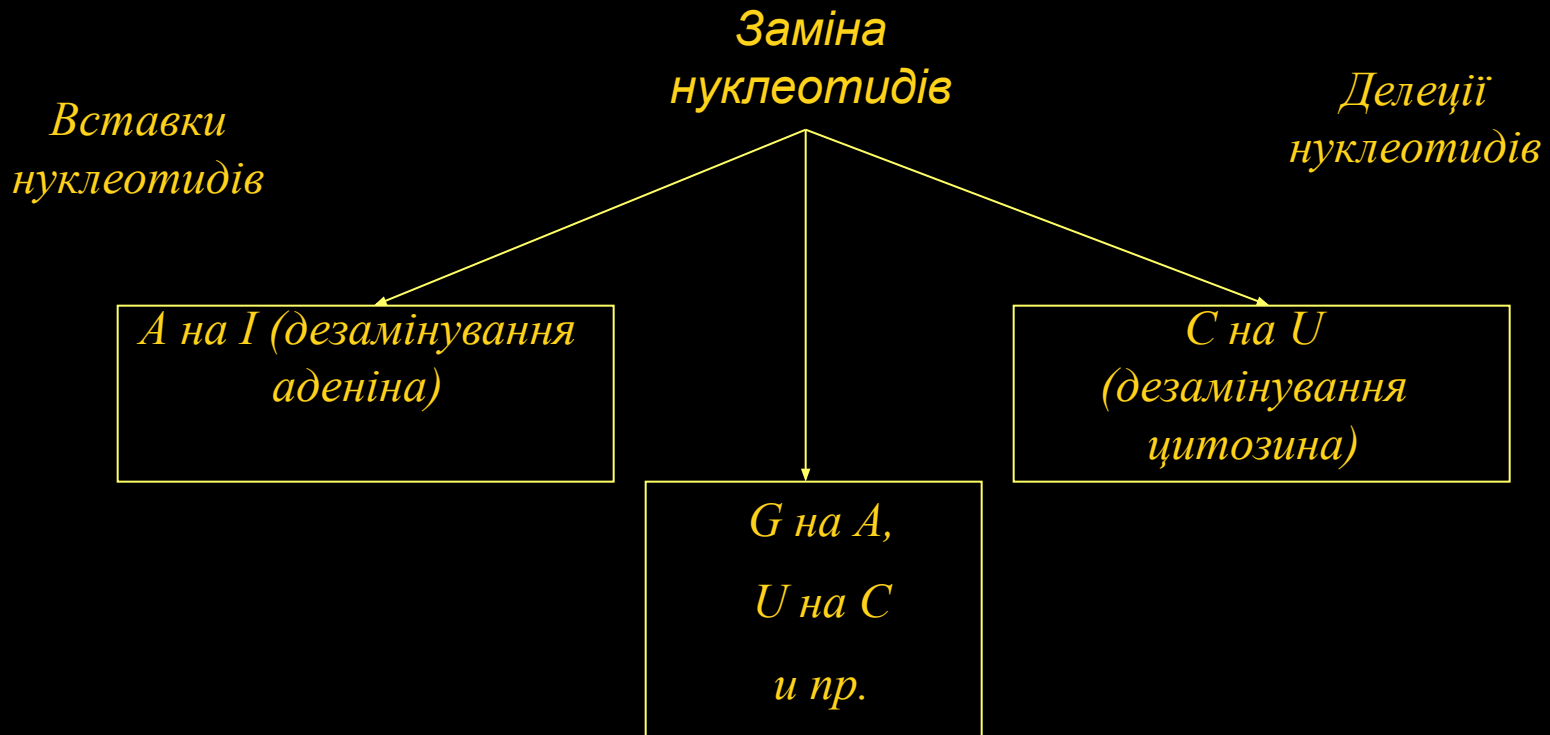 Заміна
нуклеотидів
Вставки
нуклеотидів
Делеції
нуклеотидів
A на I (дезамінування
аденіна)
C на U
(дезамінування
цитозина)
G на A,
U на C
и пр.